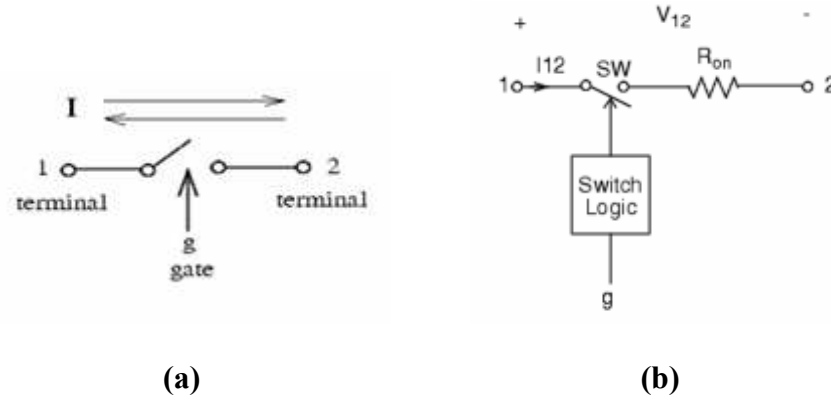 I
1
2
terminal
terminal
g
gate
(a)
+
V12
-
1
I12
SW
Ron
2
Switch
Logic
g
(b)